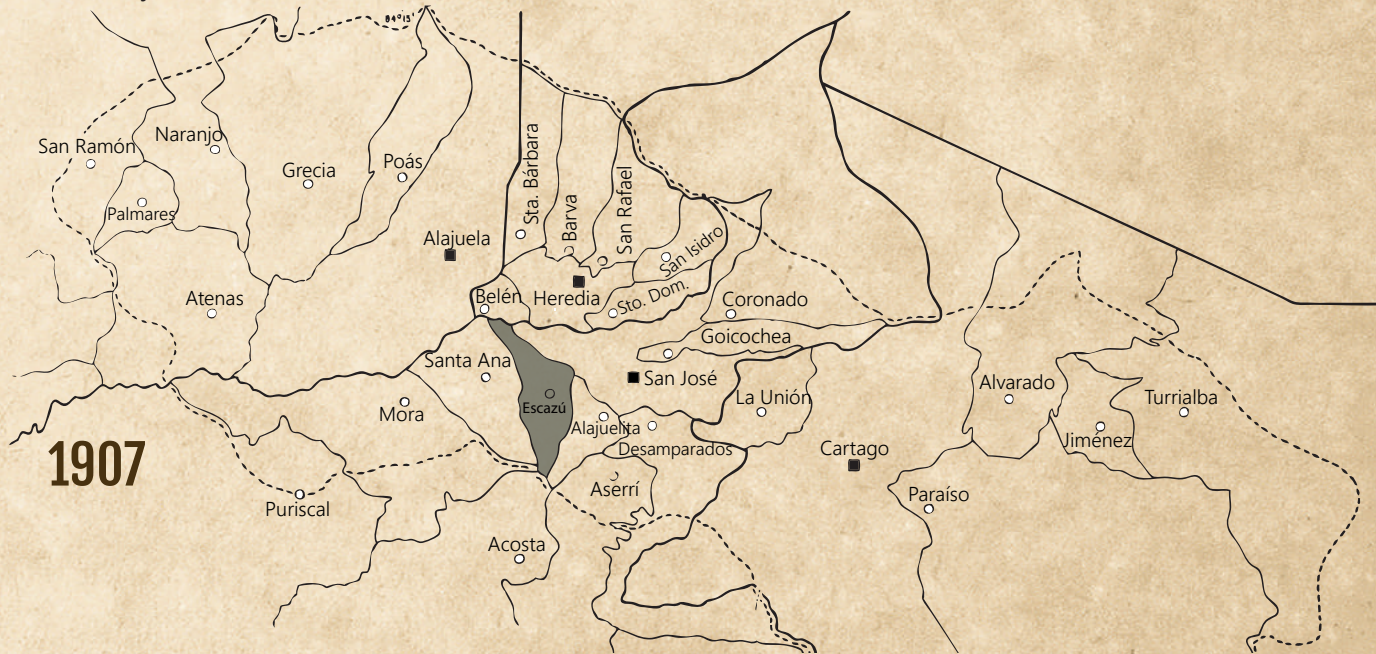 84°15'
San Ramón
Naranjo
Grecia
Poás
Palmares
Sta. Bárbara
Barva
San Rafael
San Isidro
Alajuela
Atenas
Belén
Heredia
Sto. Dom.
Coronado
Goicochea
Santa Ana
San José
Mora
Escazú
Alajuelita
La Unión
Alvarado
Turrialba
1907
Desamparados
Cartago
Jiménez
Aserrí
Paraíso
Puriscal
Acosta